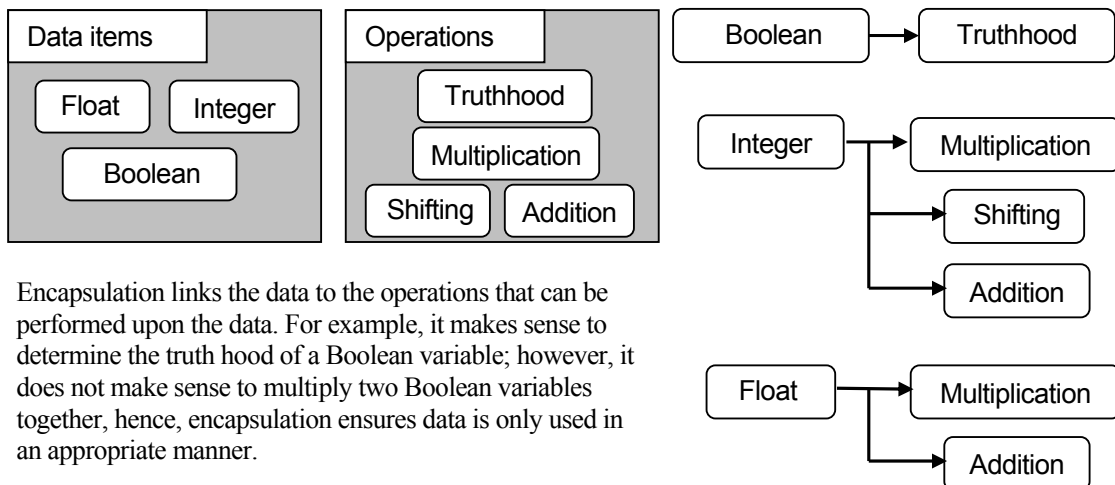 Data items
Float
Integer
Boolean
Operations
Truthhood
Multiplication
Shifting
Addition
Encapsulation links the data to the operations that can be
performed upon the data. For example, it makes sense to
determine the truth hood of a Boolean variable; however, it
does not make sense to multiply two Boolean variables
together, hence, encapsulation ensures data is only used in
an appropriate manner.
Boolean
Truthhood
Integer
Multiplication
Shifting
Addition
Float
Multiplication
Addition